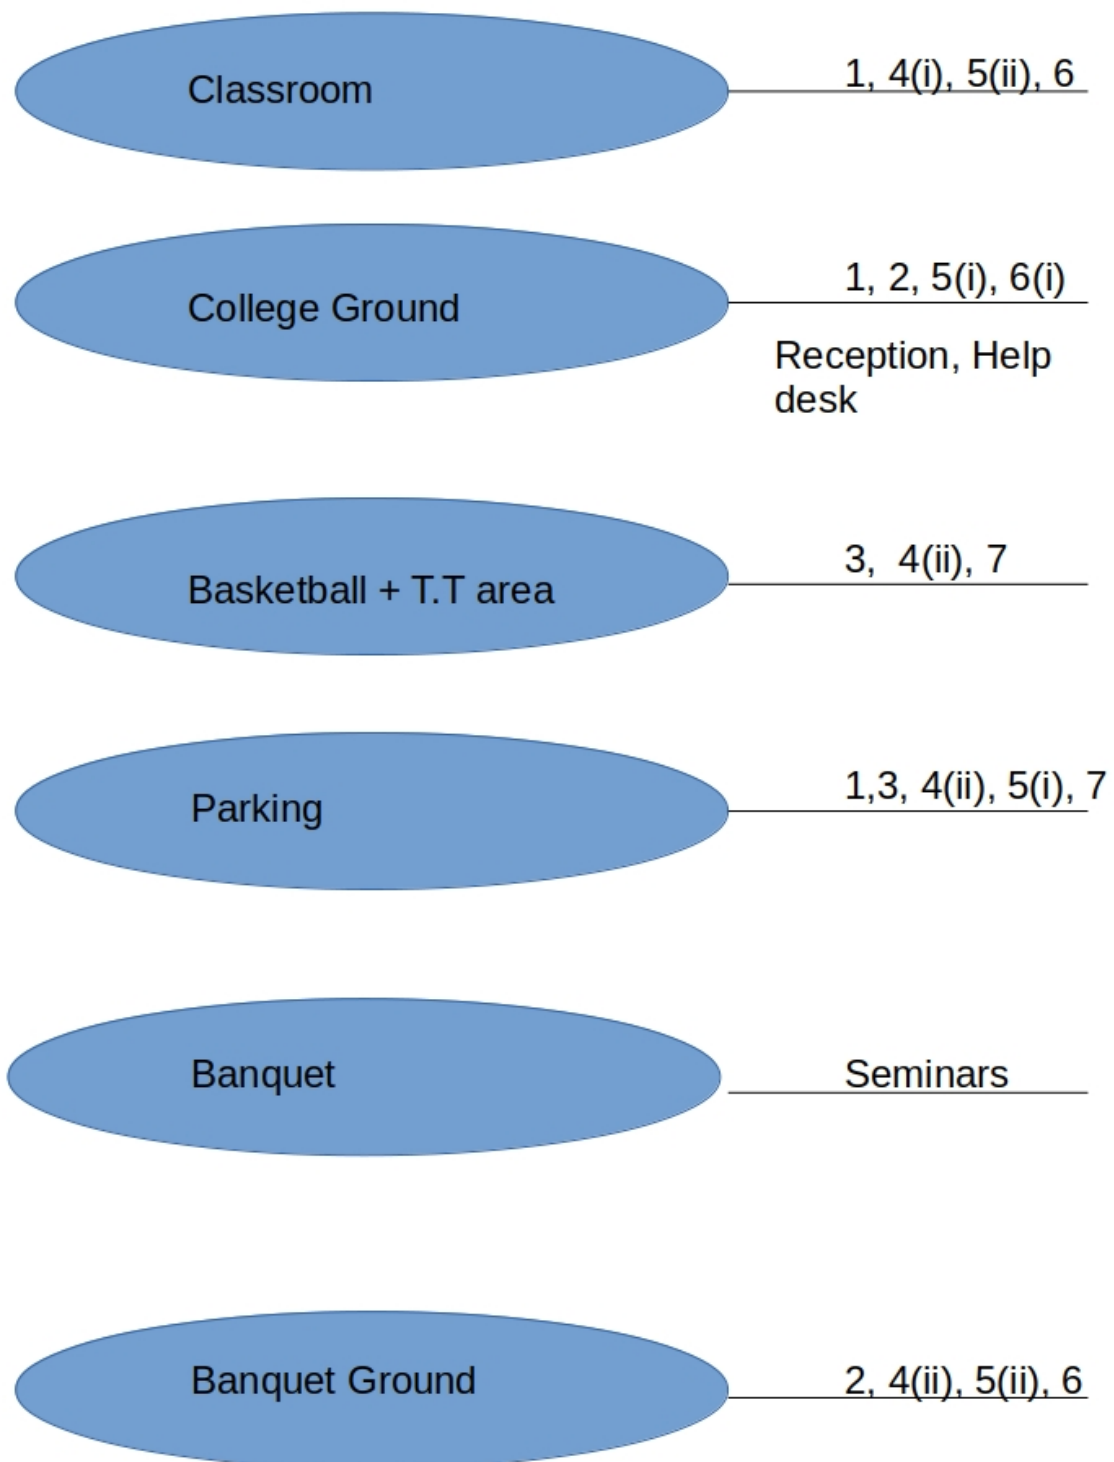 Classroom
1, 4(i), 5(ii), 6
College Ground
1, 2, 5(i), 6(i)
Reception, Help
desk
Basketball + T.T area
3,  4(ii), 7
Parking
1,3, 4(ii), 5(i), 7
Banquet
Seminars
Banquet Ground
2, 4(ii), 5(ii), 6